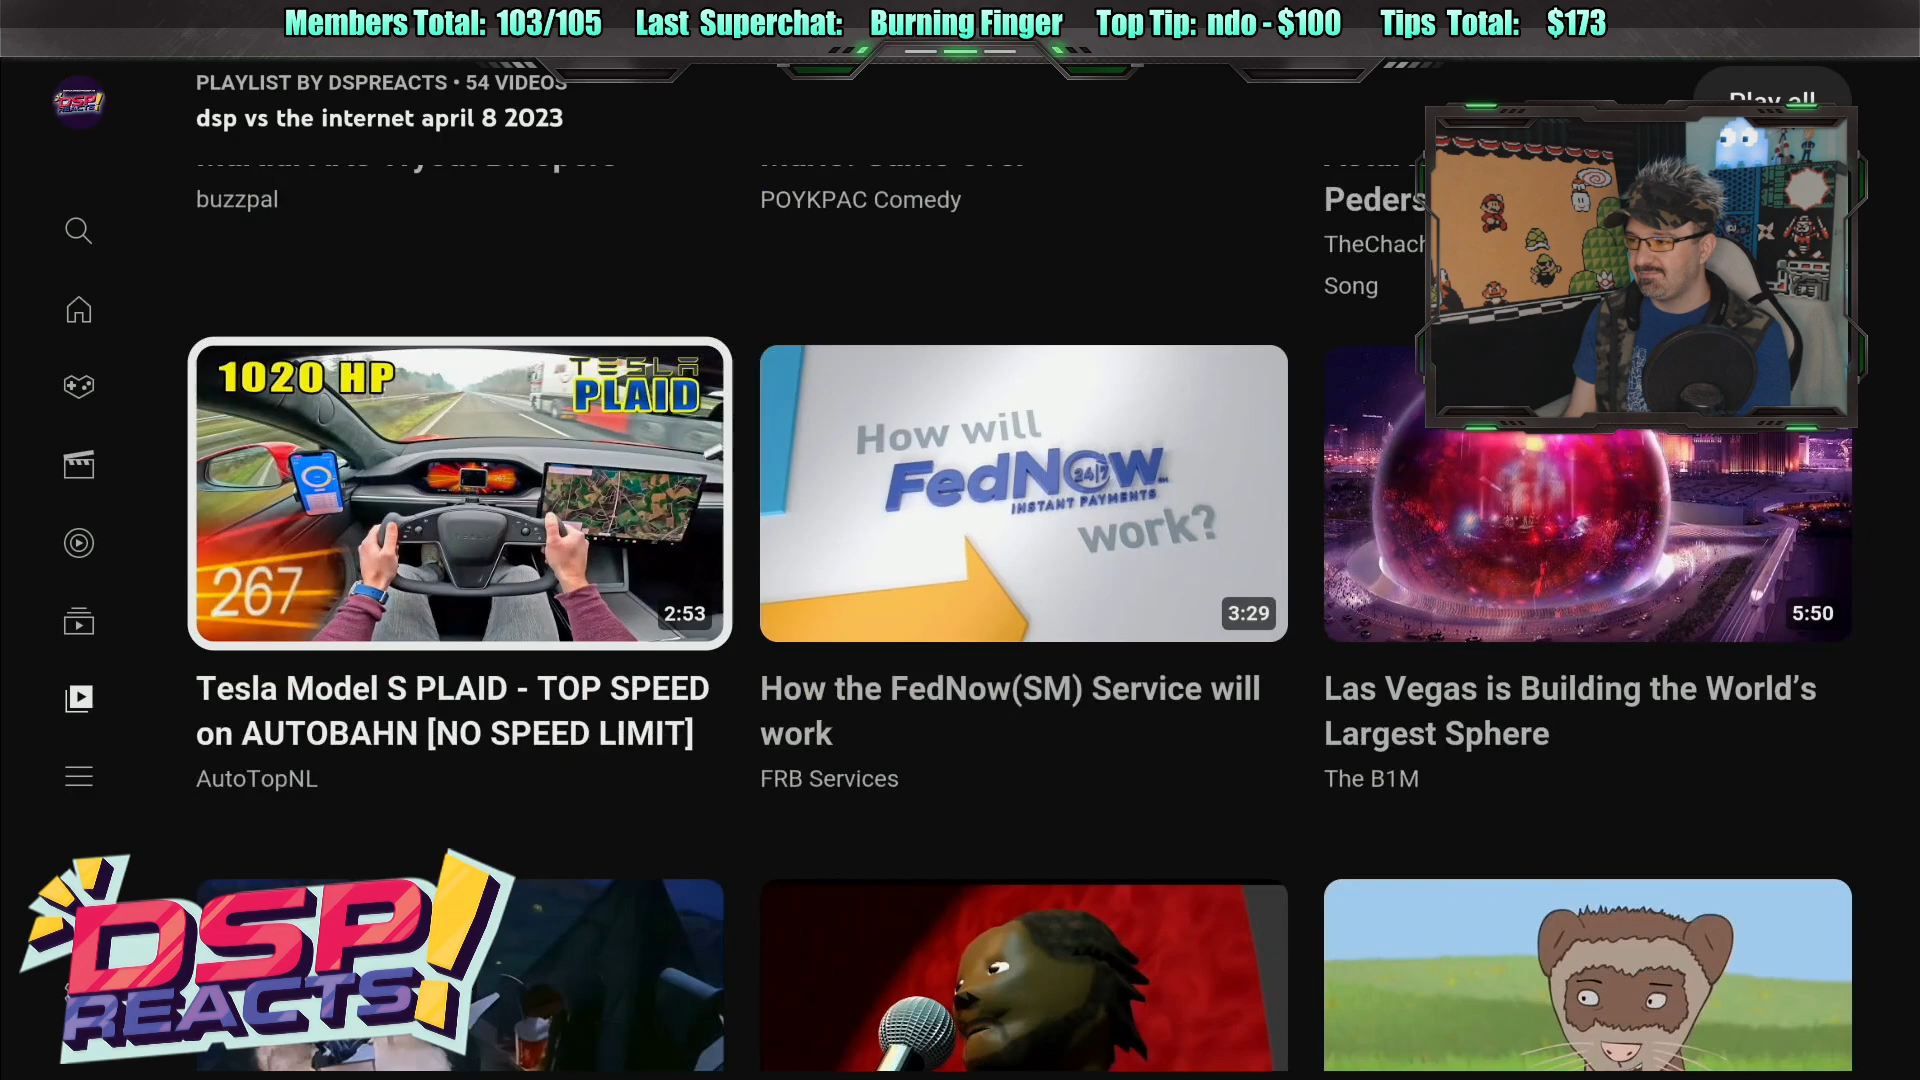 Members Total: 103/105 Last Superchat: Burning Finger Top Tip: ndo - $100 Tips Total: $173
PLAYLIST BY DSPREACTS • 54 VIDEOS
dsp vs the internet april 8 2023
Play all
DSP!
REACTS
buzzpal
POYKPAC Comedy
Peders
TheChach
Song
1020 HP
TESLA
PLAID
267
2:53
How will
FedNow
24|7
INSTANT PAYMENTS
work?
3:29
5:50
Tesla Model S PLAID - TOP SPEED
on AUTOBAHN [NO SPEED LIMIT]
AutoTopNL
How the FedNow(SM) Service will
work
FRB Services
Las Vegas is Building the World's
Largest Sphere
The B1M
DSP!
REACTS